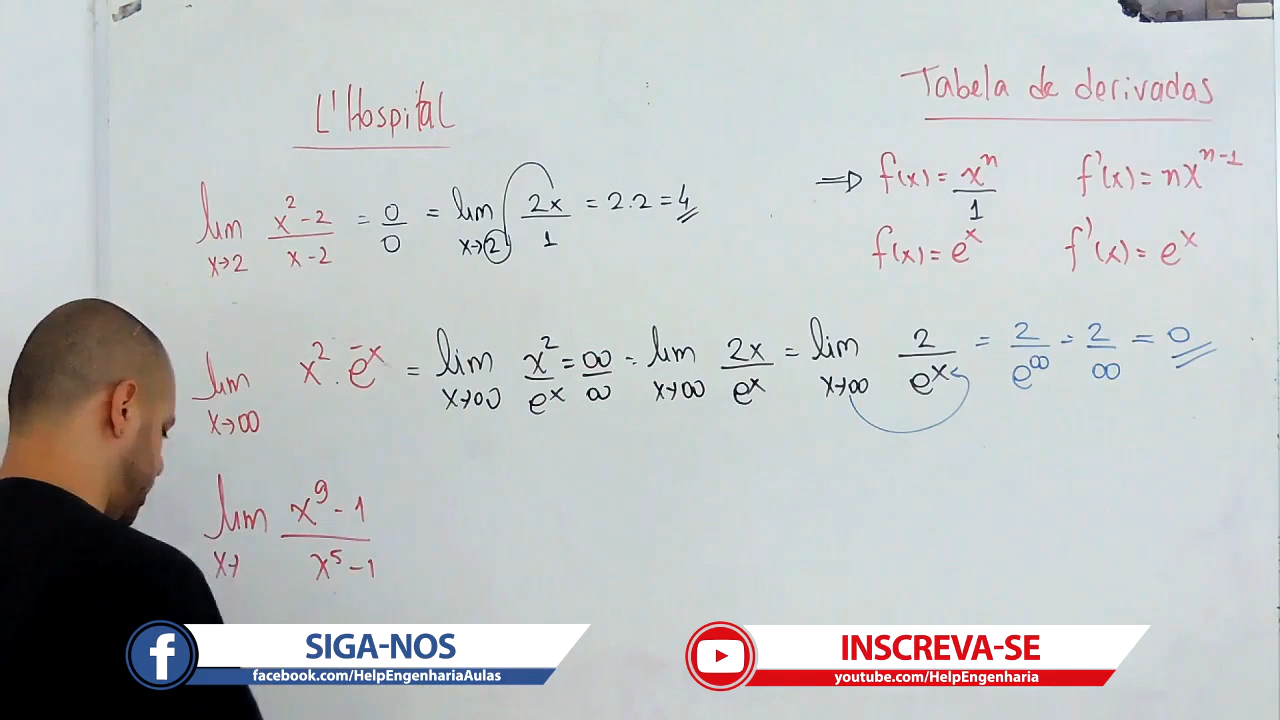 L'Hospital
Tabela de derivadas
lim x→2 x²-2/x-2 = 0/0 = lim x→2 2x/1 = 2.2 = 4
⇒ f(x) = xⁿ/1 f'(x) = nxⁿ⁻¹
f(x) = eˣ f'(x) = eˣ
lim x→∞ x².e⁻ˣ = lim x→∞ x²/eˣ = ∞/∞ = lim x→∞ 2x/eˣ = lim x→∞ 2/eˣ = 2/e^∞ = 2/∞ = 0
lim x→ x⁹-1/x⁵-1
SIGA-NOS
facebook.com/HelpEngenhariaAulas
INSCREVA-SE
youtube.com/HelpEngenharia